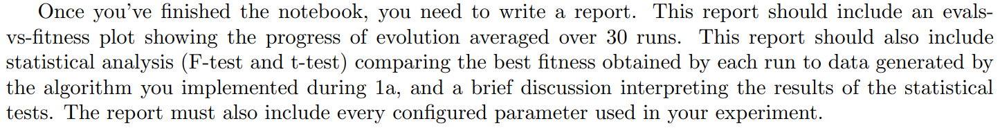 Once you've finished the notebook, you need to write a report. This report should include an evals-
vs-fitness plot showing the progress of evolution averaged over 30 runs. This report should also include
statistical analysis (F-test and t-test) comparing the best fitness obtained by each run to data generated by
the algorithm you implemented during 1a, and a brief discussion interpreting the results of the statistical
tests. The report must also include every configured parameter used in your experiment.